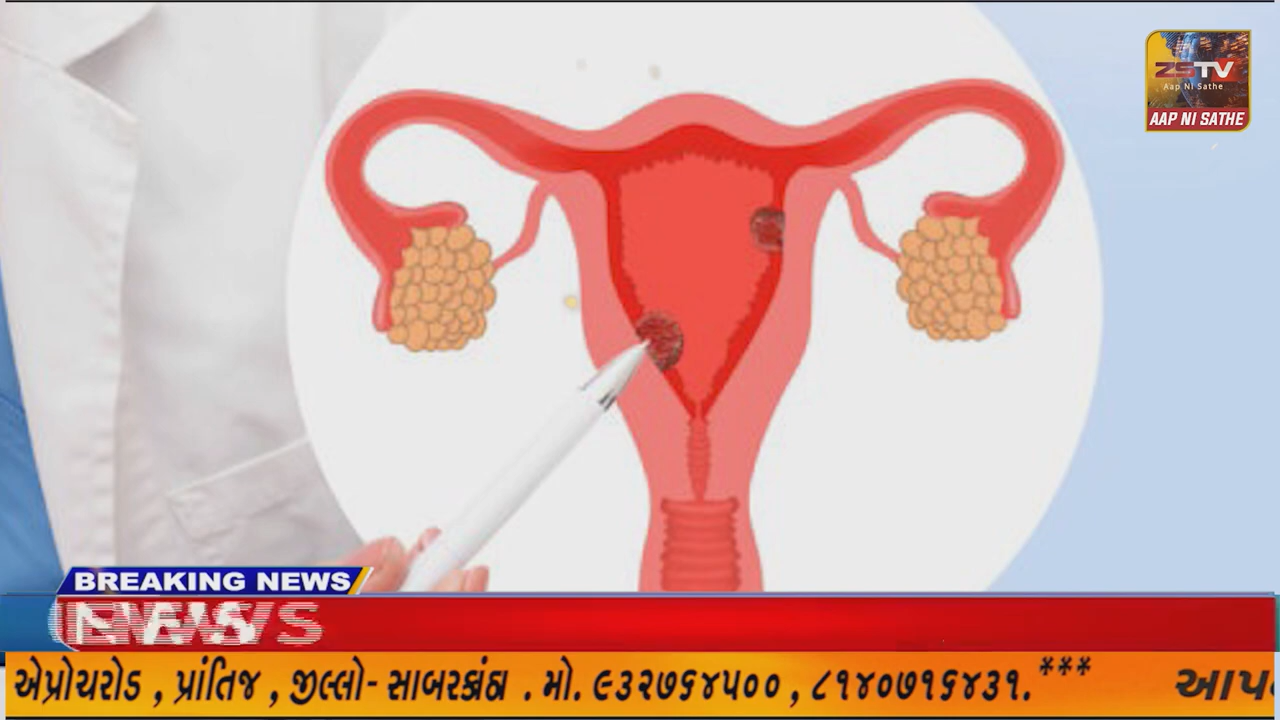 ZSTV
Aap Ni Sathe
AAP NI SATHE
BREAKING NEWS
NEWS
એપ્રોચરોડ , પ્રાંતિજ , જીલ્લો- સાબરકાંઠા . મો. ૯૩૨૭૬૪૫૦૦ , ૮૧૪૦૭૧૬૪૩૧.*** આપ